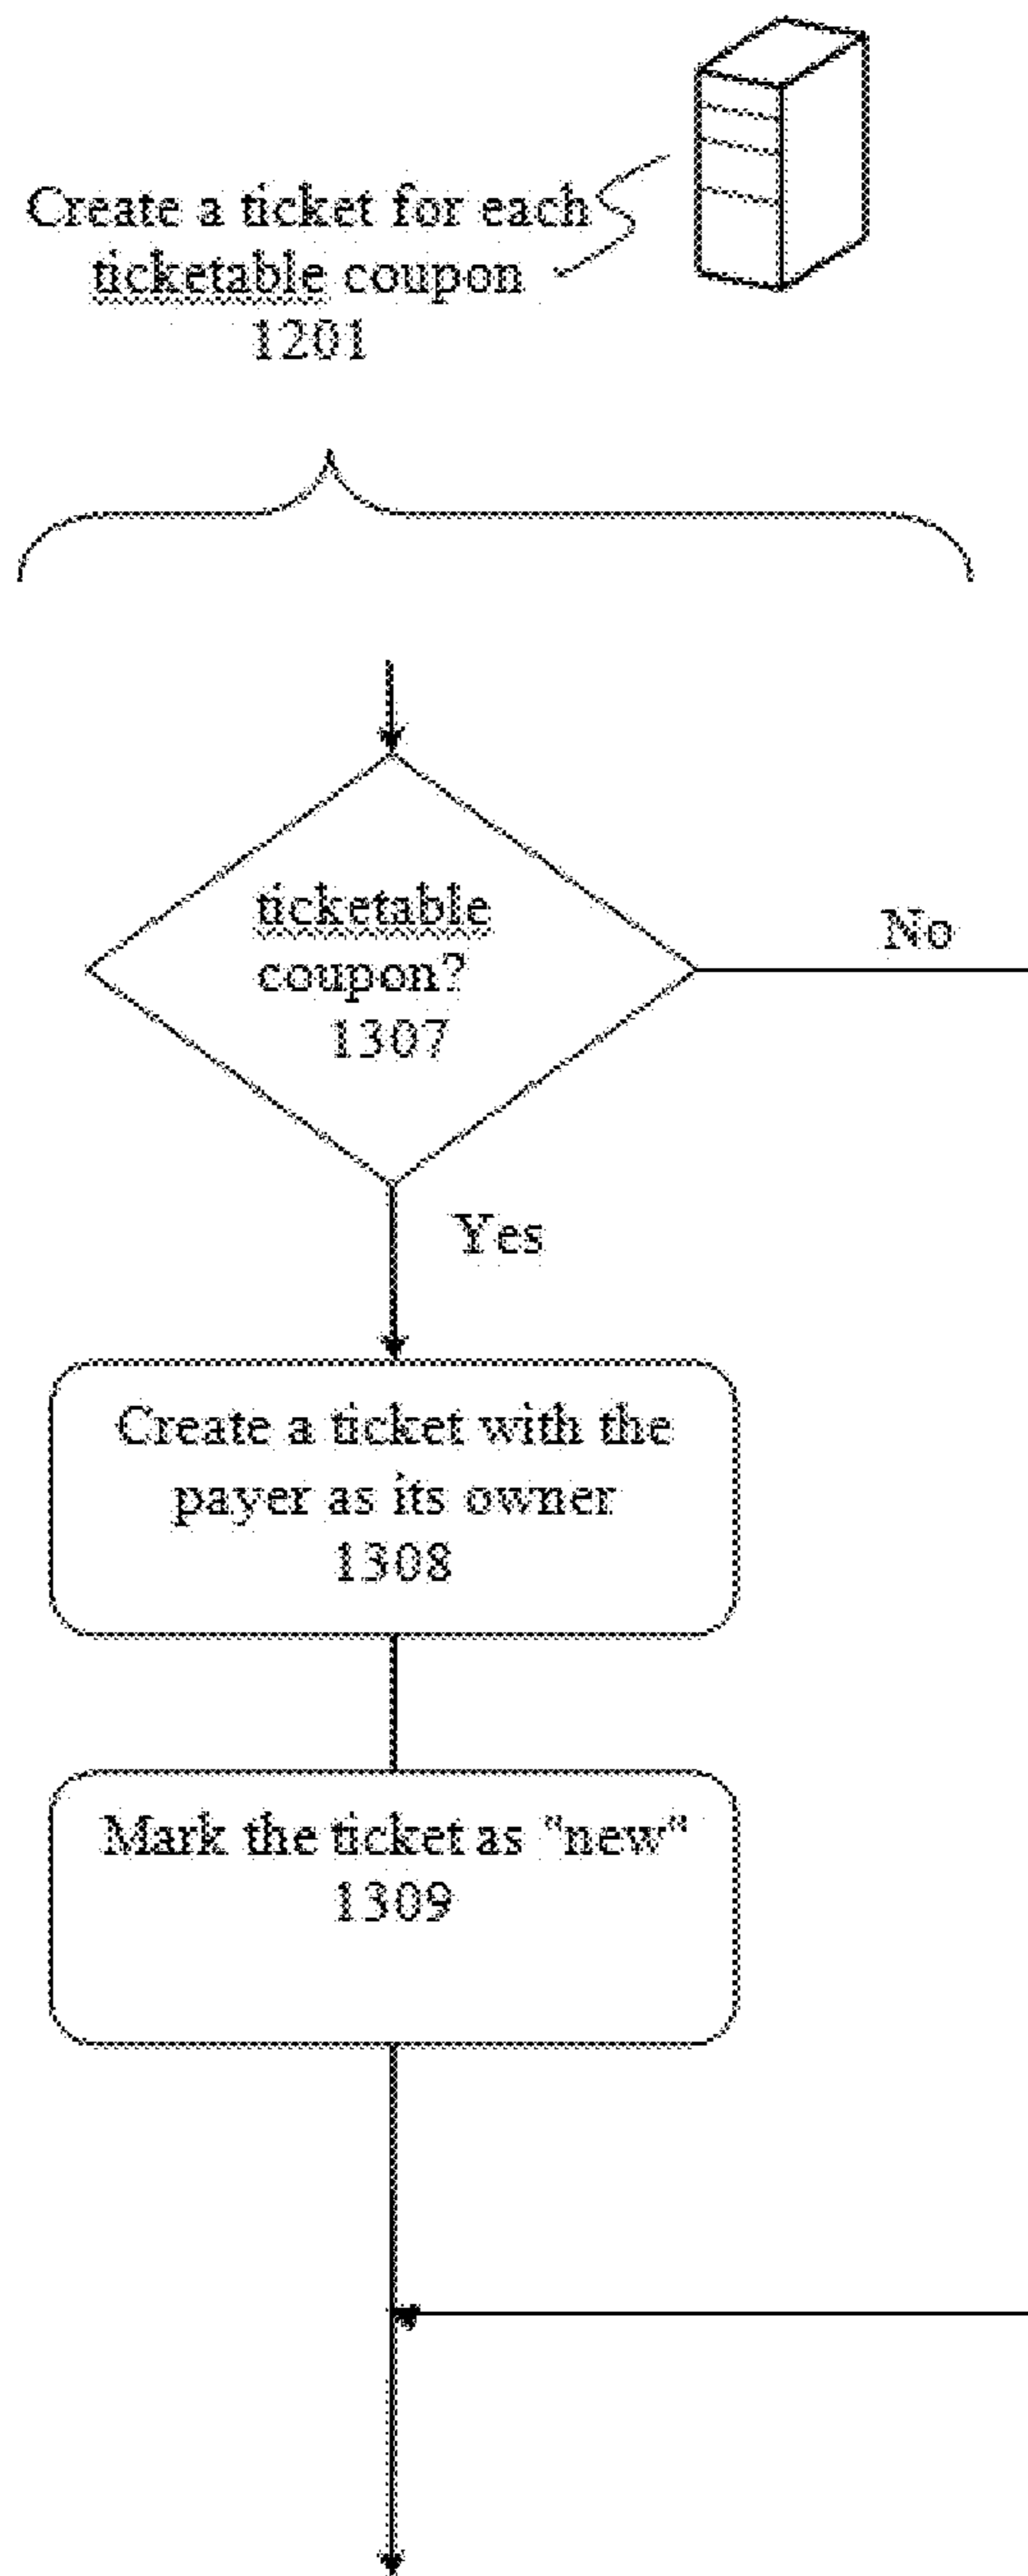 Create a ticket for each
ticketable coupon
1201
ticketable
coupon?
1307
No
Yes
Create a ticket with the
payer as its owner
1308
Mark the ticket as "new"
1309